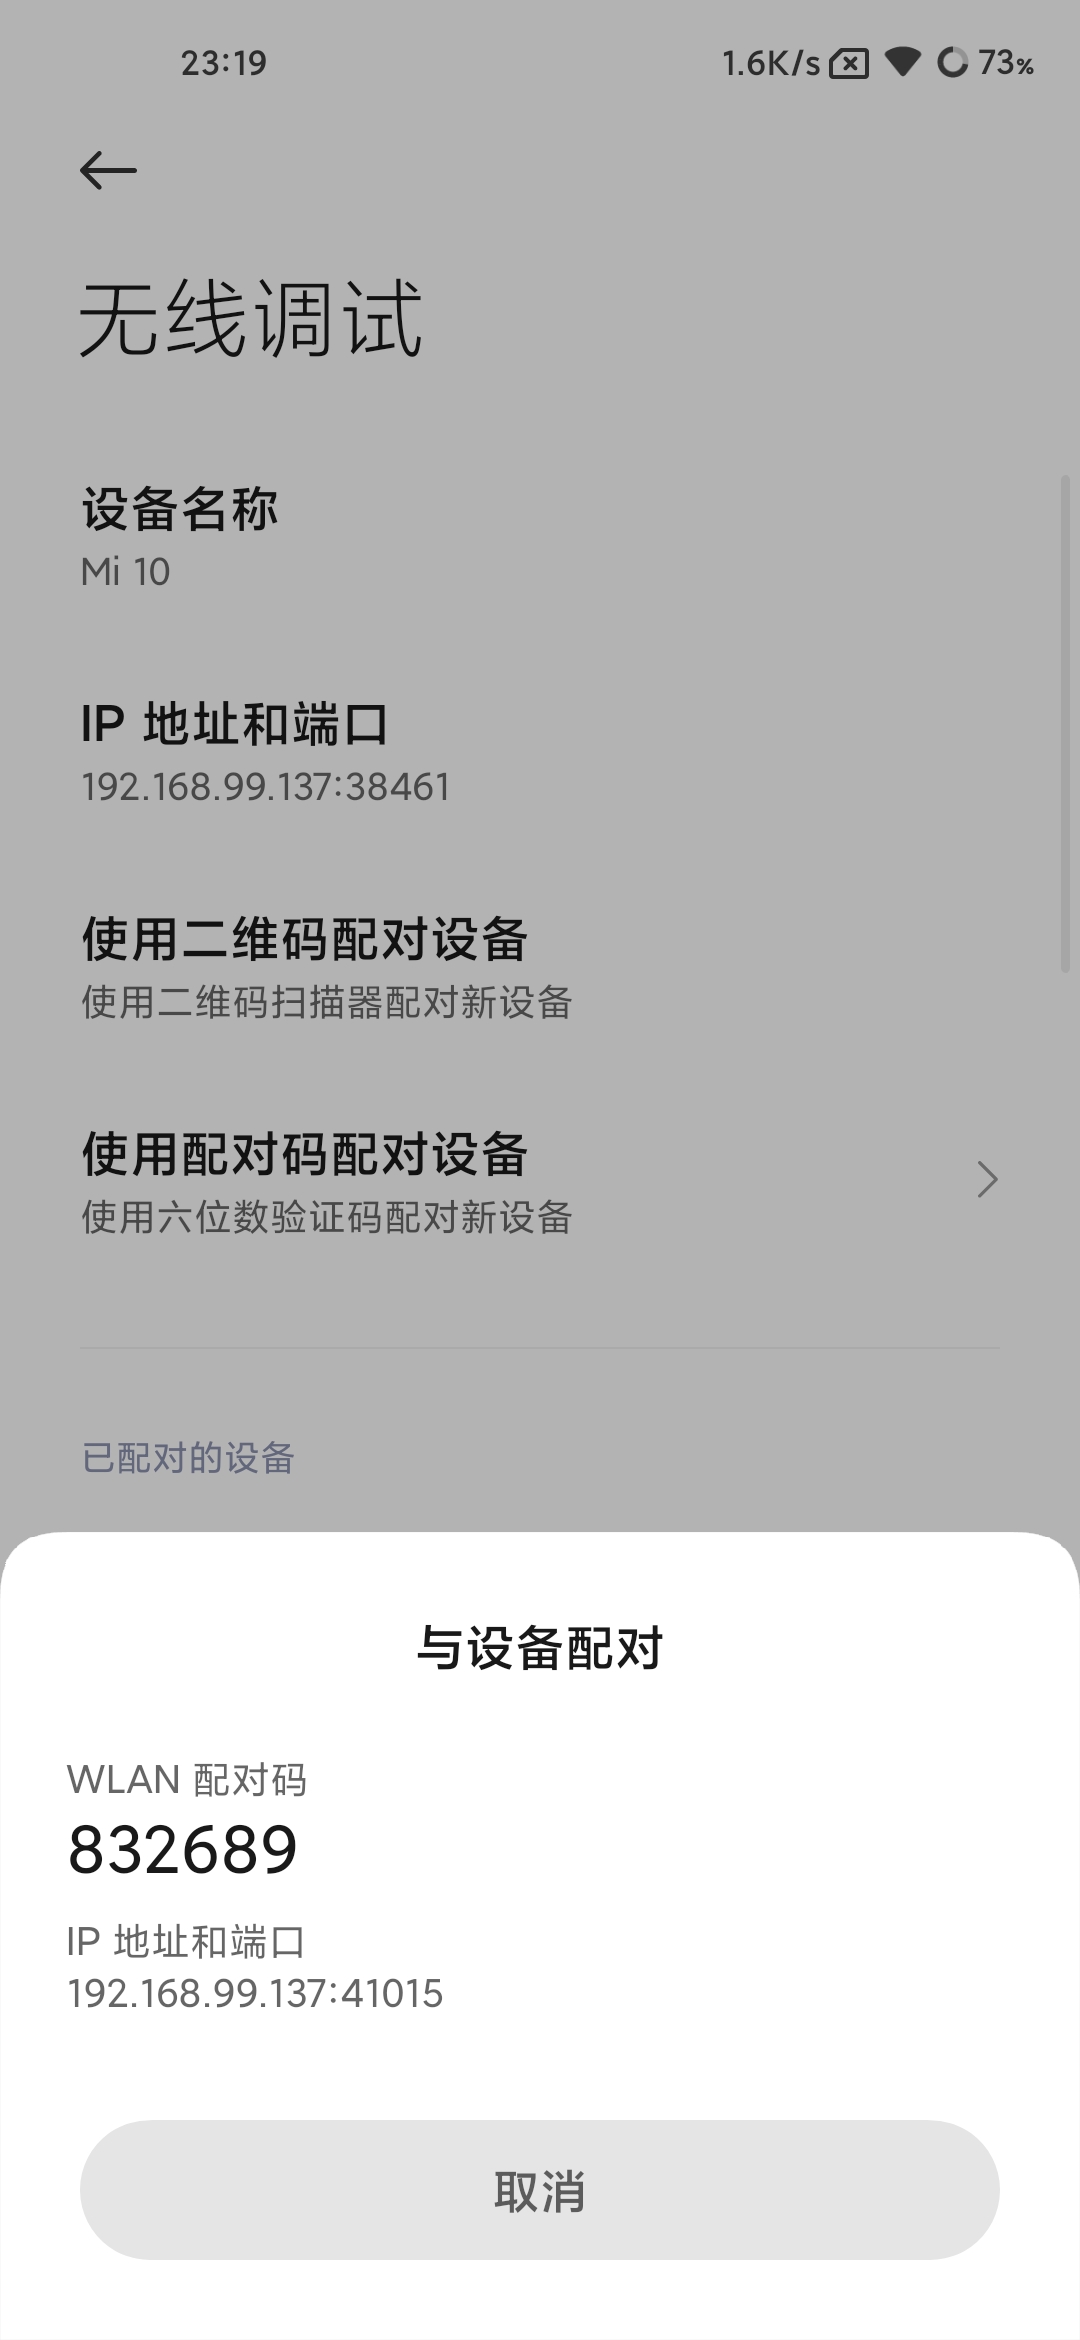 23:19
1.6K/s 73%
无线调试
设备名称
Mi 10
IP 地址和端口
192.168.99.137:38461
使用二维码配对设备
使用二维码扫描器配对新设备
使用配对码配对设备
使用六位数验证码配对新设备
已配对的设备
与设备配对
WLAN 配对码
832689
IP 地址和端口
192.168.99.137:41015
取消